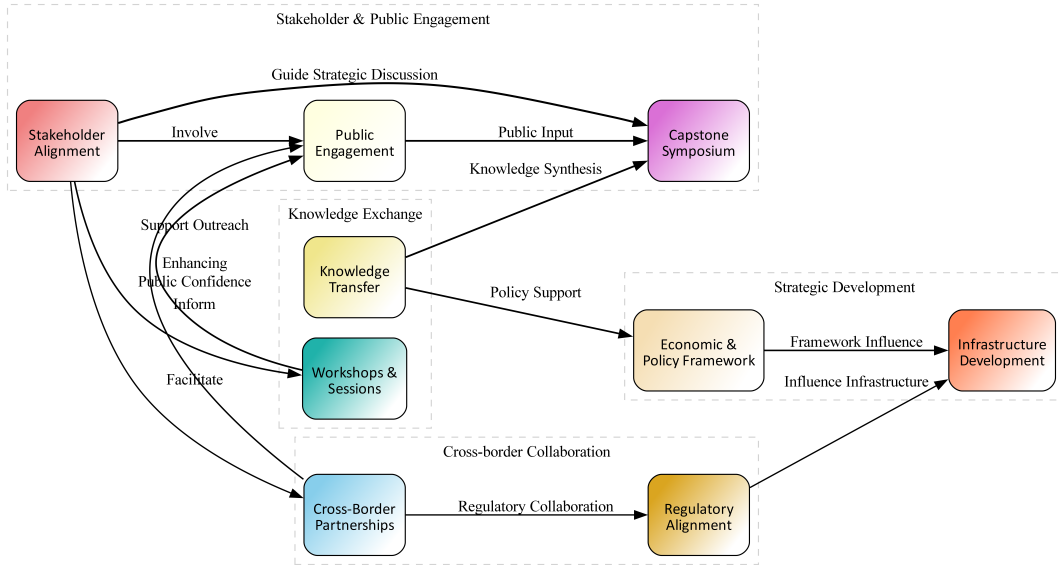 Stakeholder & Public Engagement
Guide Strategic Discussion
Stakeholder
Alignment
Involve
Public
Engagement
Public Input
Capstone
Symposium
Knowledge Synthesis
Support Outreach
Enhancing
Public Confidence
Inform
Facilitate
Knowledge Exchange
Knowledge
Transfer
Policy Support
Workshops &
Sessions
Strategic Development
Economic &
Policy Framework
Framework Influence
Influence Infrastructure
Infrastructure
Development
Cross-border Collaboration
Cross-Border
Partnerships
Regulatory Collaboration
Regulatory
Alignment